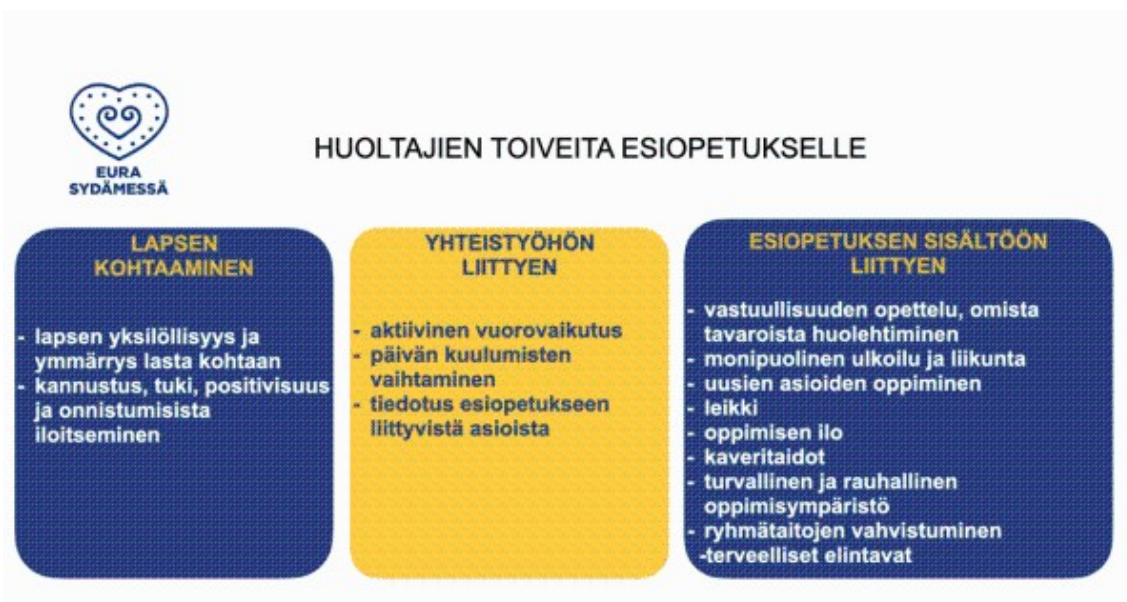 EURA
SYDÄMESSÄ
HUOLTAJIEN TOIVEITA ESIOPETUKSELLE
LAPSEN
KOHTAAMINEN
- lapsen yksilöllisyys ja
ymmärrys lasta kohtaan
- kannustus, tuki, positivisuus
ja onnistumisista
iloitseminen
YHTEISTYÖHÖN
LIITTYEN
- aktiivinen vuorovaikutus
- päivän kuulumisten
vaihtaminen
- tiedotus esiopetukseen
liittyvistä asioista
ESIOPETUKSEN SISÄLTÖÖN
LIITTYEN
- vastuullisuuden opettelu, omista
tavaroista huolehtiminen
- monipuolinen ulkoilu ja liikunta
- uusien asioiden oppiminen
- leikki
- oppimisen ilo
- kaveritaidot
- turvallinen ja rauhallinen
oppimisympäristö
- ryhmätaitojen vahvistuminen
-terveelliset elintavat